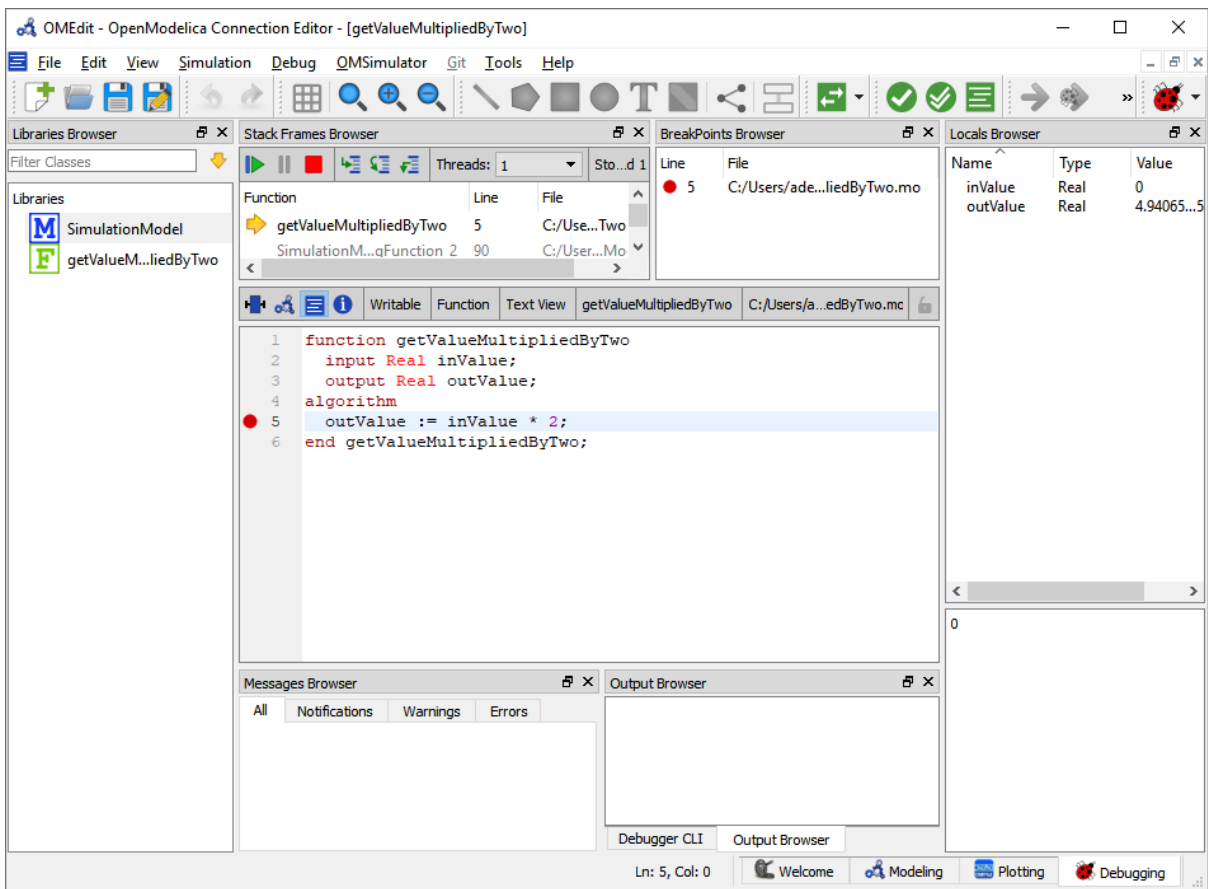 OMEdit - OpenModelica Connection Editor - [getValueMultipliedByTwo]
File Edit View Simulation Debug OMSimulator Git Tools Help
T »
Libraries Browser
Filter Classes
Libraries
M SimulationModel
F getValueM...liedByTwo
Stack Frames Browser
Threads: 1 Sto...d 1
Function Line File
getValueMultipliedByTwo 5 C:/Use...Two
SimulationM...gFunction_2 90 C:/User...Mo
BreakPoints Browser
Line File
5 C:/Users/ade...liedByTwo.mo
Locals Browser
Name Type Value
inValue Real 0
outValue Real 4.94065...5
0
Writable Function Text View getValueMultipliedByTwo C:/Users/a...edByTwo.mo
1 function getValueMultipliedByTwo
2 input Real inValue;
3 output Real outValue;
4 algorithm
5 outValue := inValue * 2;
6 end getValueMultipliedByTwo;
Messages Browser
All Notifications Warnings Errors
Output Browser
Debugger CLI Output Browser
Ln: 5, Col: 0 Welcome Modeling Plotting Debugging